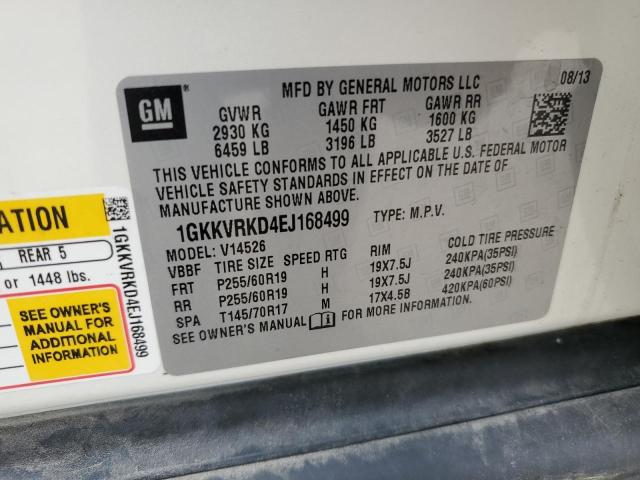 GM
MFD BY GENERAL MOTORS LLC 08/13
GVWR GAWR FRT GAWR RR
2930 KG 1450 KG 1600 KG
6459 LB 3196 LB 3527 LB
THIS VEHICLE CONFORMS TO ALL APPLICABLE U.S. FEDERAL MOTOR
VEHICLE SAFETY STANDARDS IN EFFECT ON THE DATE OF
MANUFACTURE SHOWN ABOVE.
1GKKVRKD4EJ168499 TYPE: M.P.V.
MODEL: V14526
VBBF TIRE SIZE SPEED RTG RIM COLD TIRE PRESSURE
FRT P255/60R19 H 19X7.5J 240KPA(35PSI)
RR P255/60R19 H 19X7.5J 240KPA(35PSI)
SPA T145/70R17 M 17X4.5B 420KPA(60PSI)
SEE OWNER'S MANUAL FOR MORE INFORMATION.
REAR 5
or 1448 lbs.
SEE OWNER'S
MANUAL FOR
ADDITIONAL
INFORMATION
1GKKVRKD4EJ168499